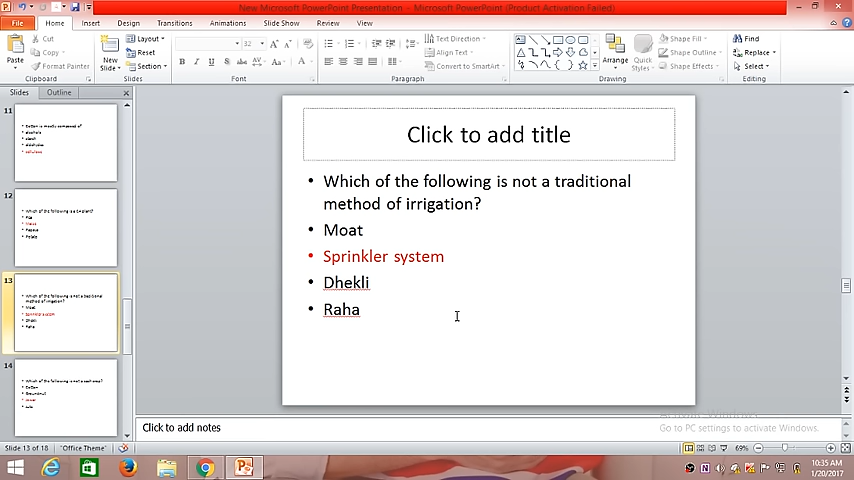 New Microsoft PowerPoint Presentation - Microsoft PowerPoint (Product Activation Failed)
File Home Insert Design Transitions Animations Slide Show Review View
Cut
Copy
Format Painter
Paste
Clipboard
New
Slide
Layout
Reset
Section
Slides
32
B I U S abc AV Aa A
Font
Text Direction
Align Text
Convert to SmartArt
Paragraph
Arrange
Quick
Styles
Shape Fill
Shape Outline
Shape Effects
Drawing
Find
Replace
Select
Editing
Slides Outline
11
12
13
14
Click to add title
• Which of the following is not a traditional
method of irrigation?
• Moat
• Sprinkler system
• Dhekli
• Raha
Click to add notes
Go to PC settings to activate Windows.
Slide 13 of 18 "Office Theme" 69%
10:35 AM
1/20/2017